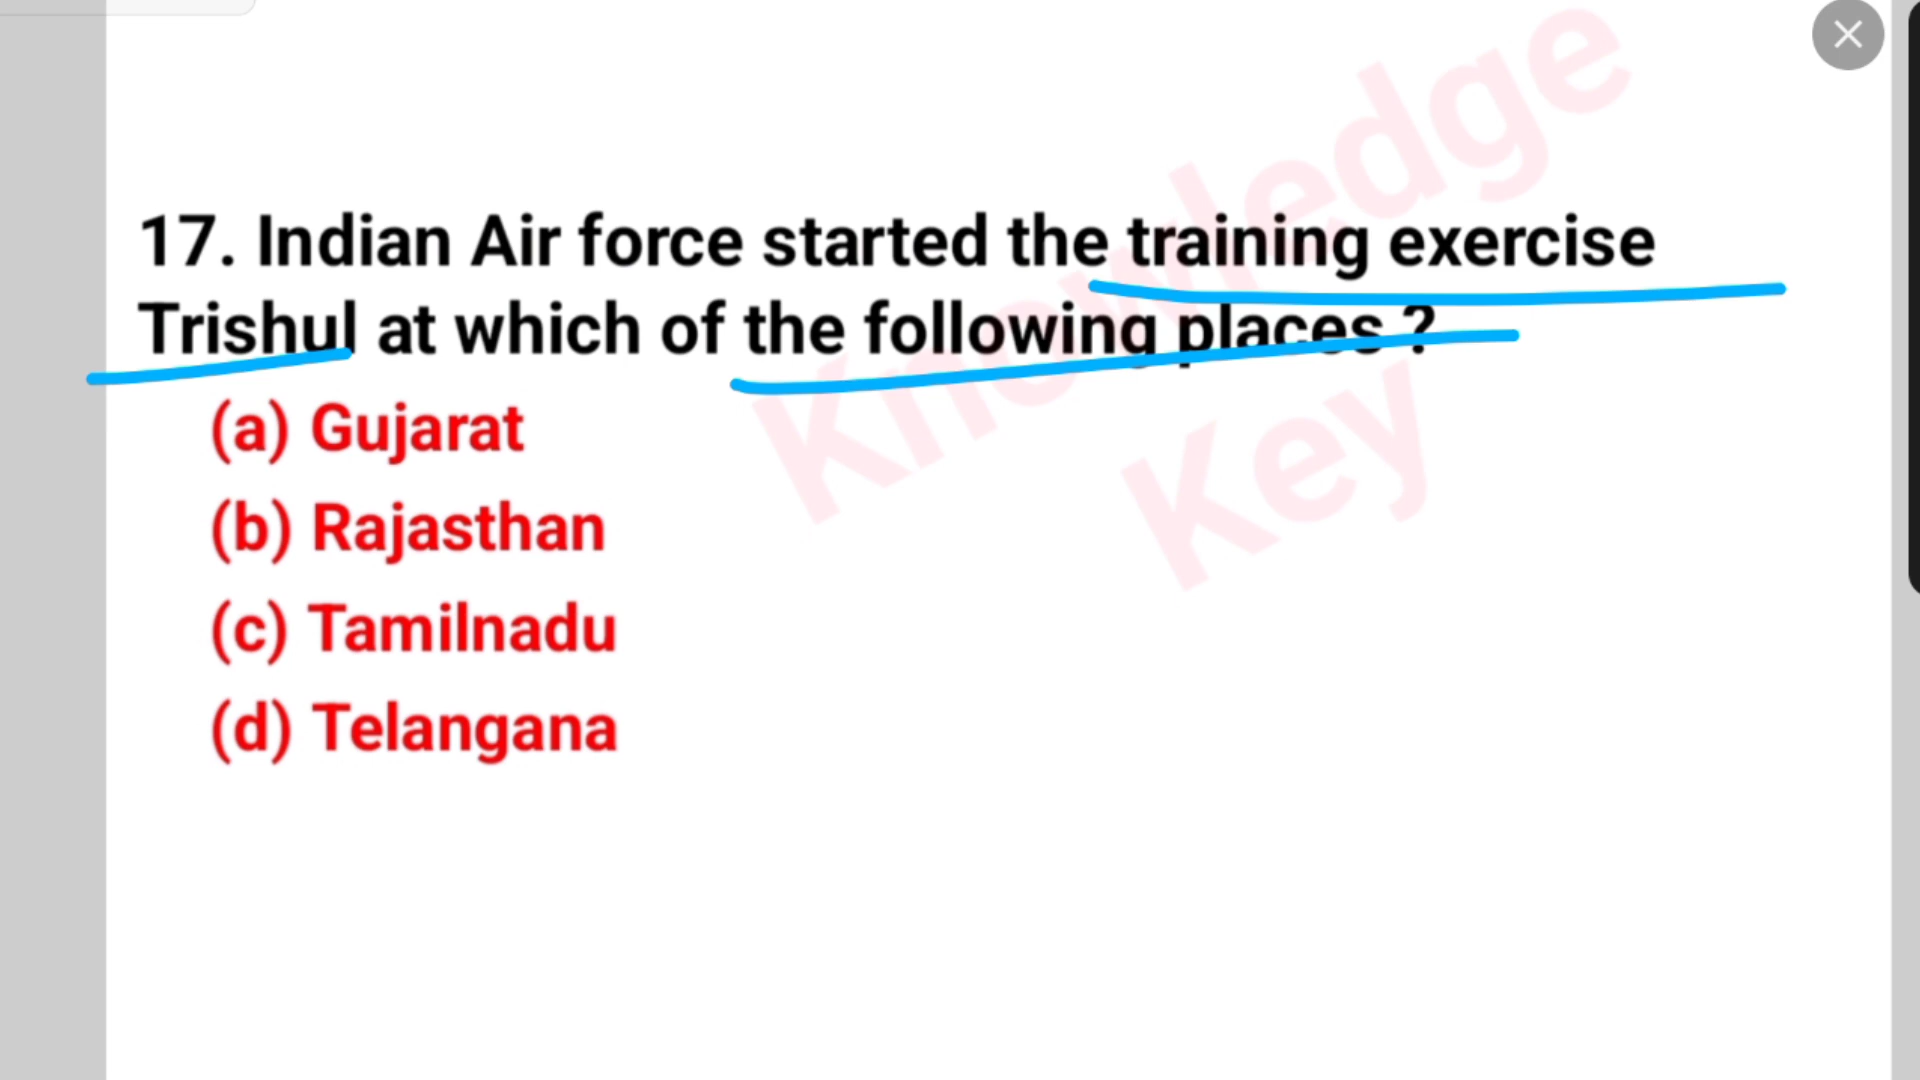 17. Indian Air force started the training exercise
Trishul at which of the following places ?
(a) Gujarat
(b) Rajasthan
(c) Tamilnadu
(d) Telangana
Knowledge
Key